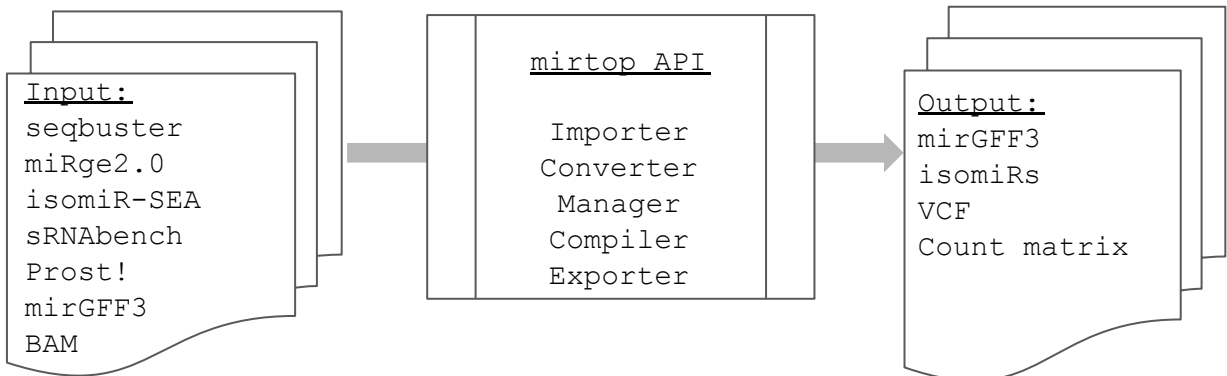 Input:
seqbuster
miRge2.0
isomiR-SEA
sRNAbench
Prost!
mirGFF3
BAM
mirtop API
Importer
Converter
Manager
Compiler
Exporter
Output:
mirGFF3
isomiRs
VCF
Count matrix